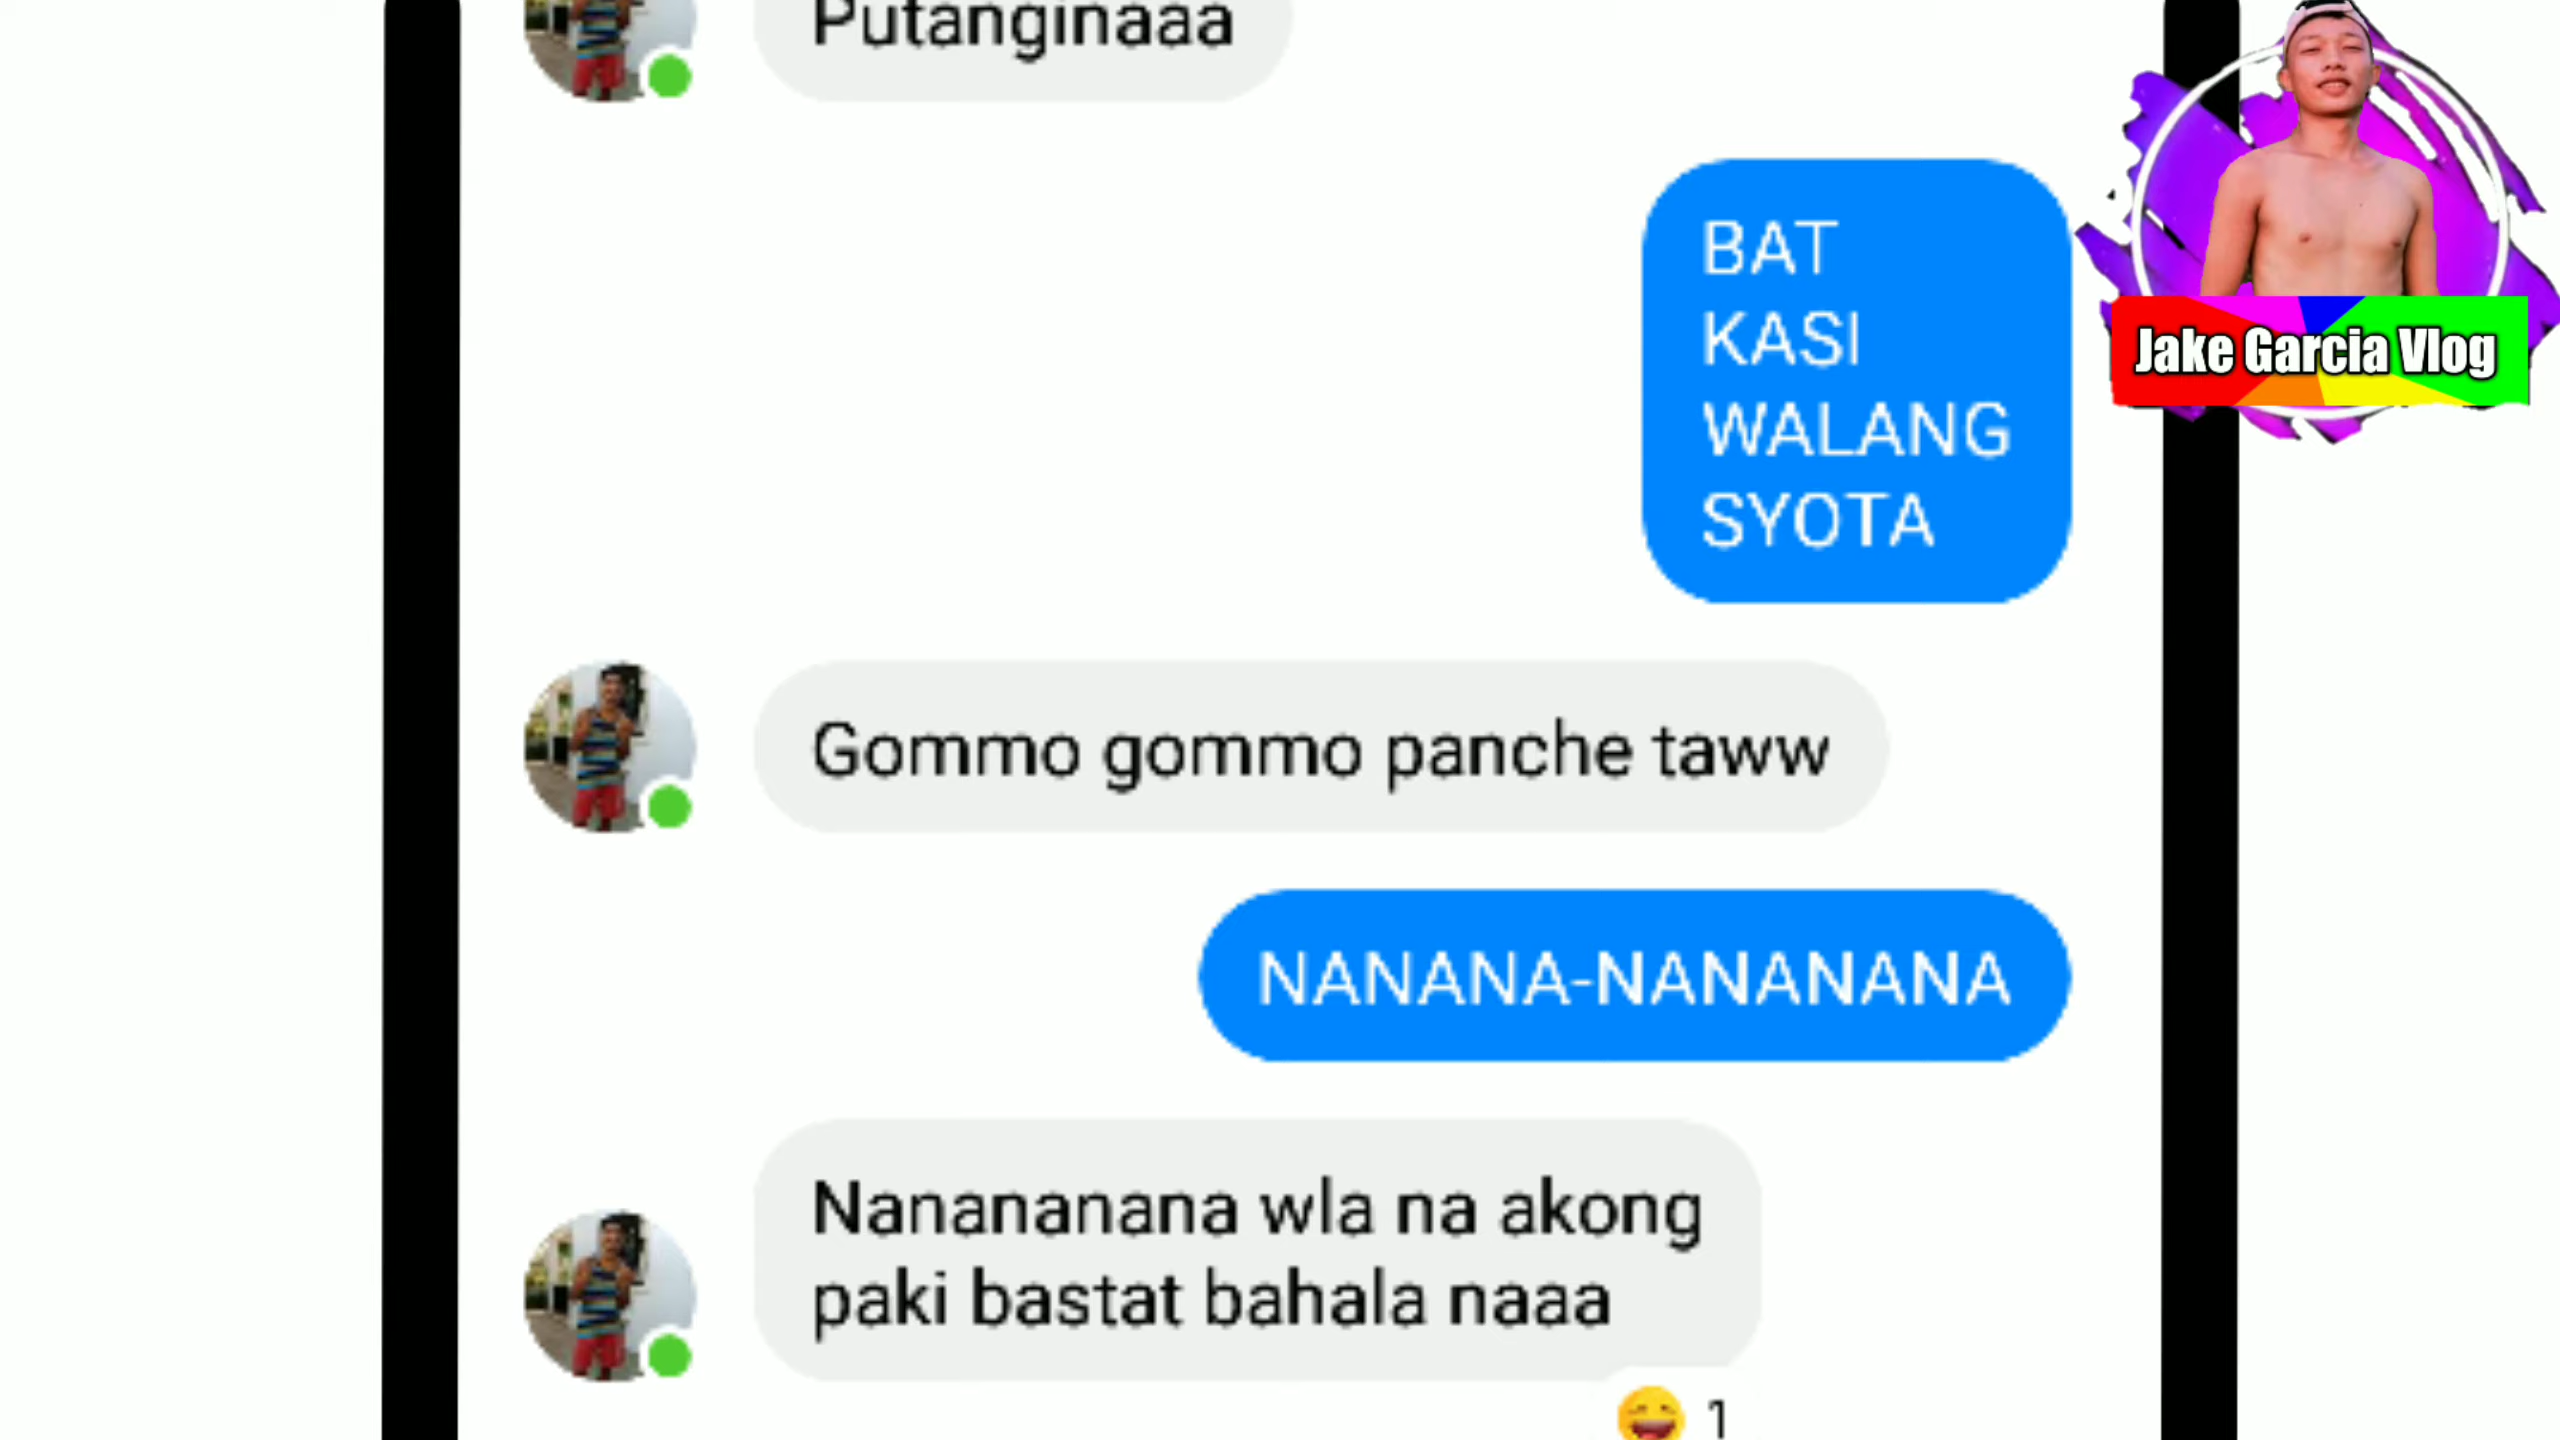 Putanginaaa
BAT
KASI
WALANG
SYOTA
Jake Garcia Vlog
Gommo gommo panche taww
NANANA-NANANANA
Nanananana wla na akong
paki bastat bahala naaa
1